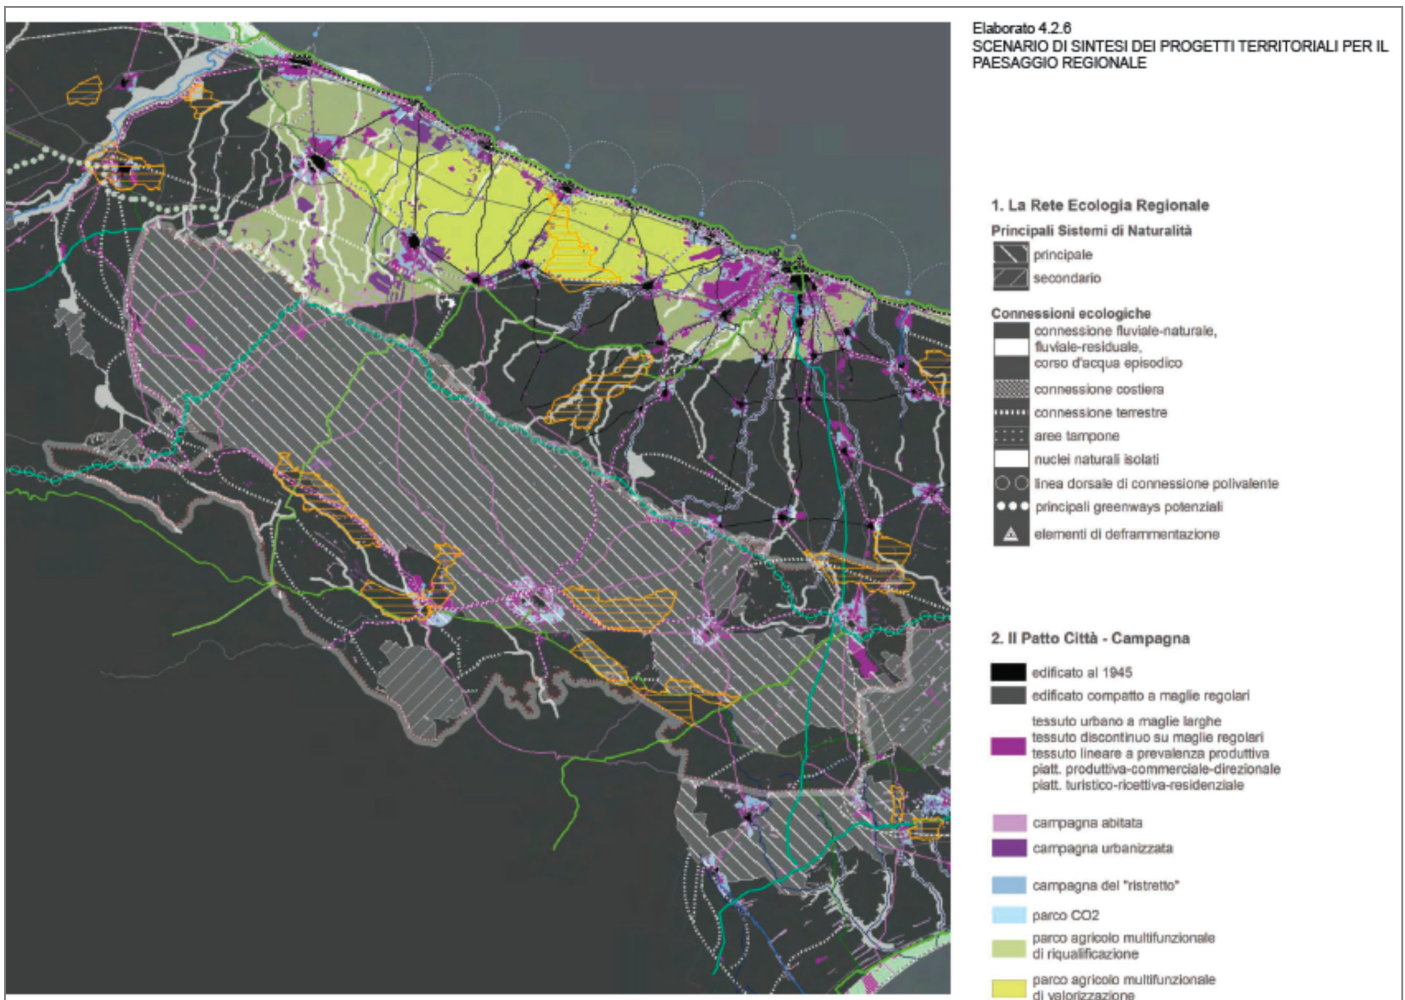 Elaborato 4.2.6
SCENARIO DI SINTESI DEI PROGETTI TERRITORIALI PER IL
PAESAGGIO REGIONALE
1. La Rete Ecologia Regionale
Principali Sistemi di Naturalità
principale
secondario
Connessioni ecologiche
connessione fluviale-naturale,
fluviale-residuale,
corso d'acqua episodico
connessione costiera
connessione terrestre
aree tampone
nuclei naturali isolati
linea dorsale di connessione polivalente
principali greenways potenziali
elementi di deframmentazione
2. Il Patto Città - Campagna
edificato al 1945
edificato compatto a maglie regolari
tessuto urbano a maglie larghe
tessuto discontinuo su maglie regolari
tessuto lineare a prevalenza produttiva
piatt. produttiva-commerciale-direzionale
piatt. turistico-ricettiva-residenziale
campagna abitata
campagna urbanizzata
campagna del "ristretto"
parco CO2
parco agricolo multifunzionale
di riqualificazione
parco agricolo multifunzionale
di valorizzazione